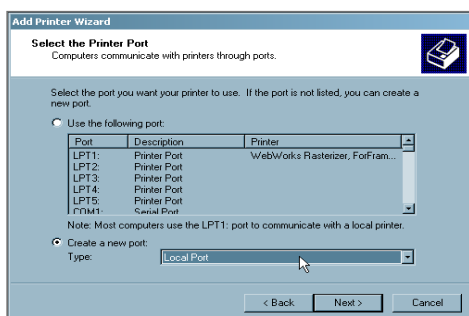 Add Printer Wizard
Select the Printer Port
Computers communicate with printers through ports.
Select the port you want your printer to use. If the port is not listed, you can create a
new port.
Use the following port:
Port Description Printer
LPT1: Printer Port WebWorks Rasterizer, ForFram...
LPT2: Printer Port
LPT3: Printer Port
LPT4: Printer Port
LPT5: Printer Port
COM1: Serial Port
Note: Most computers use the LPT1: port to communicate with a local printer.
Create a new port:
Type: Local Port
< Back Next > Cancel